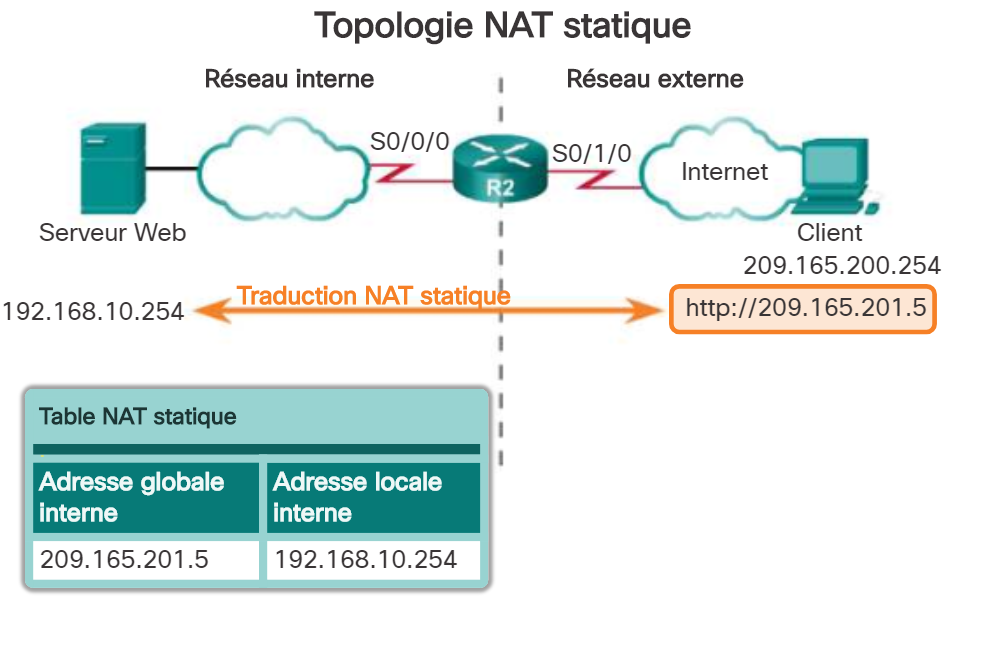 Topologie NAT statique
Réseau interne
Réseau externe
S0/0/0
S0/1/0
R2
Internet
Serveur Web
Client
209.165.200.254
192.168.10.254
Traduction NAT statique
http://209.165.201.5
Table NAT statique
Adresse globale
interne
Adresse locale
interne
209.165.201.5
192.168.10.254